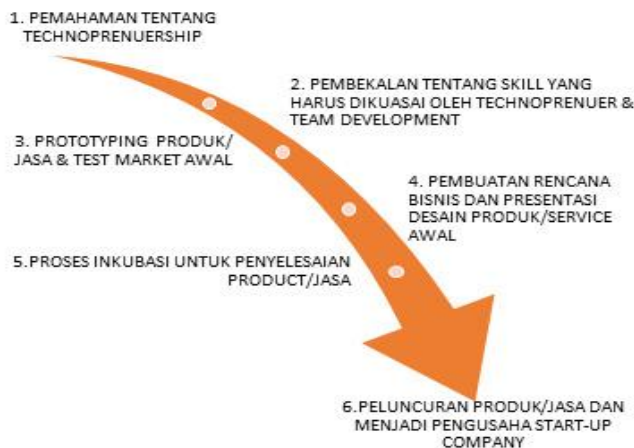 1. PEMAHAMAN TENTANG
TECHNOPRENUERSHIP
2. PEMBEKALAN TENTANG SKILL YANG
HARUS DIKUASAI OLEH TECHNOPRENUER &
TEAM DEVELOPMENT
3. PROTOTYPING PRODUK/
JASA & TEST MARKET AWAL
4. PEMBUATAN RENCANA
BISNIS DAN PRESENTASI
DESAIN PRODUK/SERVICE
AWAL
5.PROSES INKUBASI UNTUK PENYELESAIAN
PRODUCT/JASA
6.PELUNCURAN PRODUK/JASA DAN
MENJADI PENGUSAHA START-UP
COMPANY